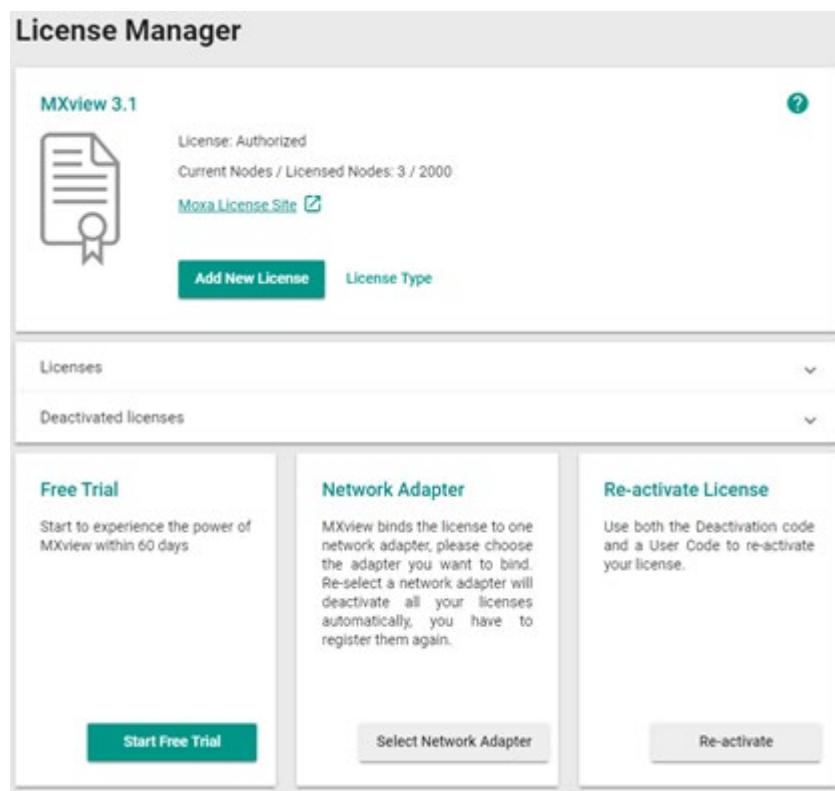 License Manager
MXview 3.1
?
License: Authorized
Current Nodes / Licensed Nodes: 3 / 2000
Moxa License Site
Add New License
License Type
Licenses
Deactivated licenses
Free Trial
Start to experience the power of
MXview within 60 days
Start Free Trial
Network Adapter
MXview binds the license to one
network adapter, please choose
the adapter you want to bind.
Re-select a network adapter will
deactivate all your licenses
automatically, you have to
register them again.
Select Network Adapter
Re-activate License
Use both the Deactivation code
and a User Code to re-activate
your license.
Re-activate